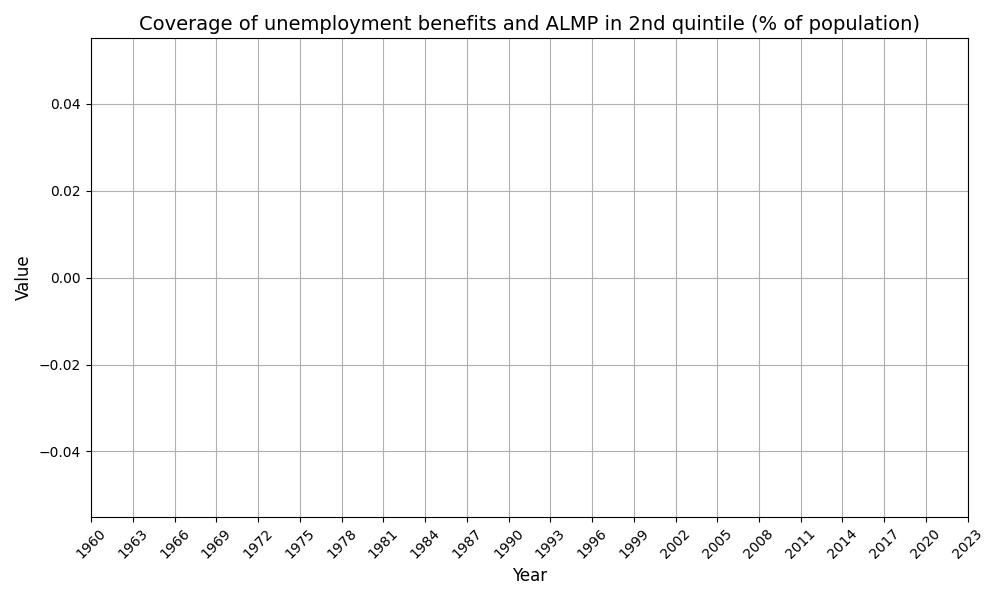 Coverage of unemployment benefits and ALMP in 2nd quintile (% of population)
Value
0.04
0.02
0.00
−0.02
−0.04
1960 1963 1966 1969 1972 1975 1978 1981 1984 1987 1990 1993 1996 1999 2002 2005 2008 2011 2014 2017 2020 2023
Year